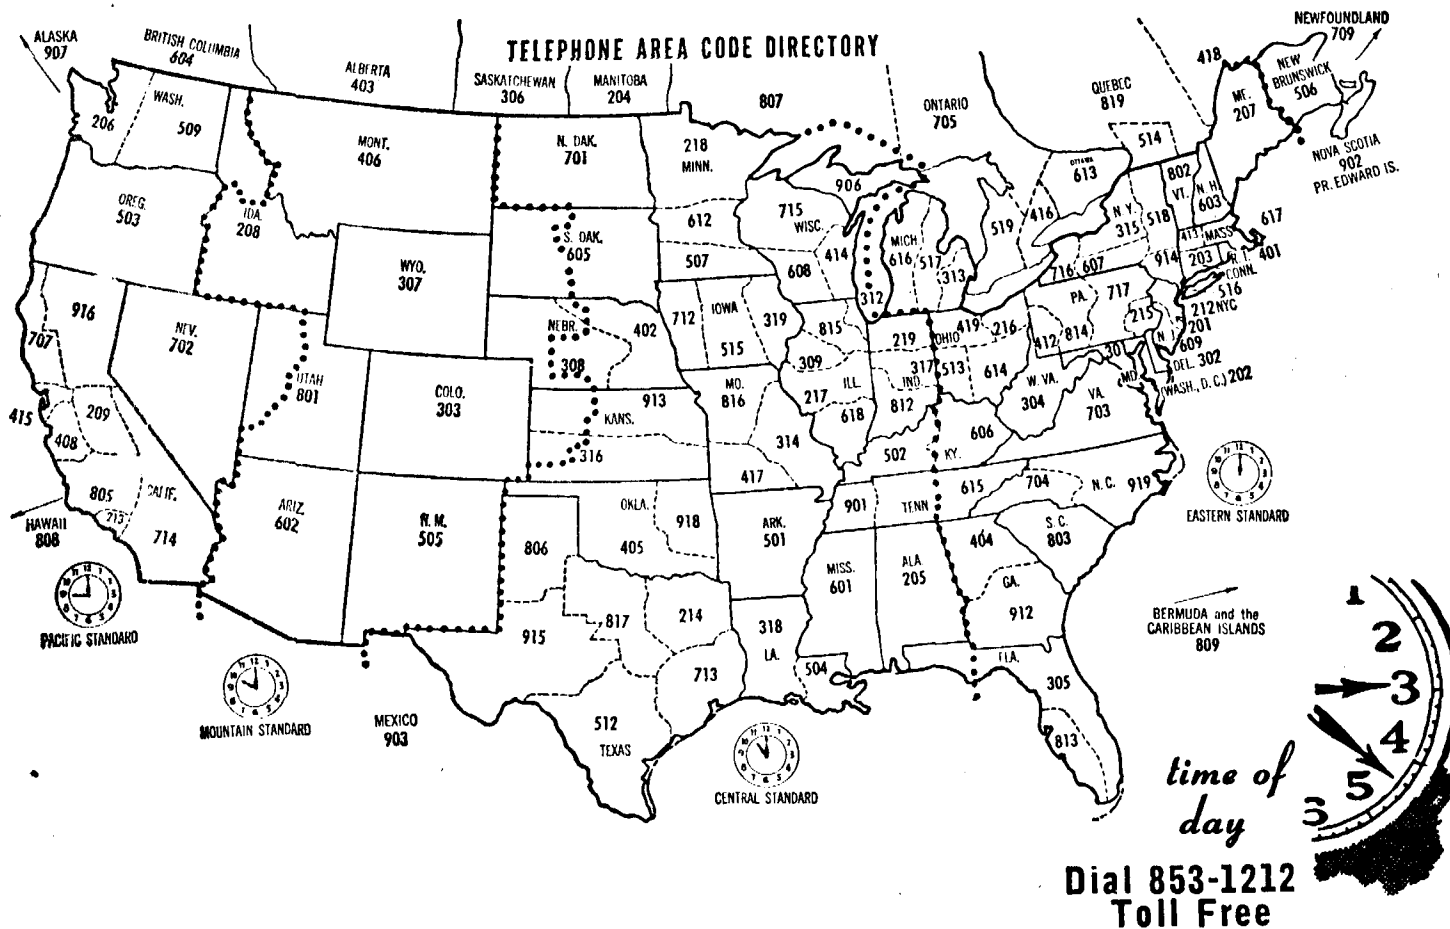 TELEPHONE AREA CODE DIRECTORY
ALASKA
907
BRITISH COLUMBIA
604
ALBERTA
403
SASKATCHEWAN
306
MANITOBA
204
807
ONTARIO
705
QUEBEC
819
418
NEWFOUNDLAND
709
NEW
BRUNSWICK
506
NOVA SCOTIA
902
PR. EDWARD IS.
ME.
207
514
OTTAWA
613
WASH.
206
509
MONT.
406
N. DAK.
701
218
MINN.
906
802
VT.
N. H.
603
OREG.
503
IDA.
208
WYO.
307
S. DAK.
605
612
507
715
WISC.
414
608
MICH
616
517
313
519
416
N. Y.
315
518
617
413
MASS
203
R. I.
401
CONN.
516
716
607
914
916
707
NEV.
702
UTAH
801
COLO.
303
NEBR.
308
402
712
IOWA
319
515
312
815
309
217
ILL.
618
219
317
IND.
812
OHIO
419
216
513
614
412
814
PA.
717
215
212 NYC
201
N J
609
DEL. 302
(WASH., D. C.) 202
301
MD.
W. VA.
304
VA.
703
415
209
408
805
CALIF.
213
714
HAWAII
808
ARIZ.
602
N. M.
505
KANS.
913
316
MO.
816
314
417
502
KY.
606
901
TENN
615
704
N. C.
919
EASTERN STANDARD
806
OKLA.
405
918
ARK.
501
MISS.
601
ALA
205
404
GA.
912
S. C.
803
915
817
214
713
512
TEXAS
318
LA.
504
FLA.
305
813
PACIFIC STANDARD
MOUNTAIN STANDARD
MEXICO
903
CENTRAL STANDARD
BERMUDA and the
CARIBBEAN ISLANDS
809
1
2
3
4
5
6
time of
day
Dial 853-1212
Toll Free